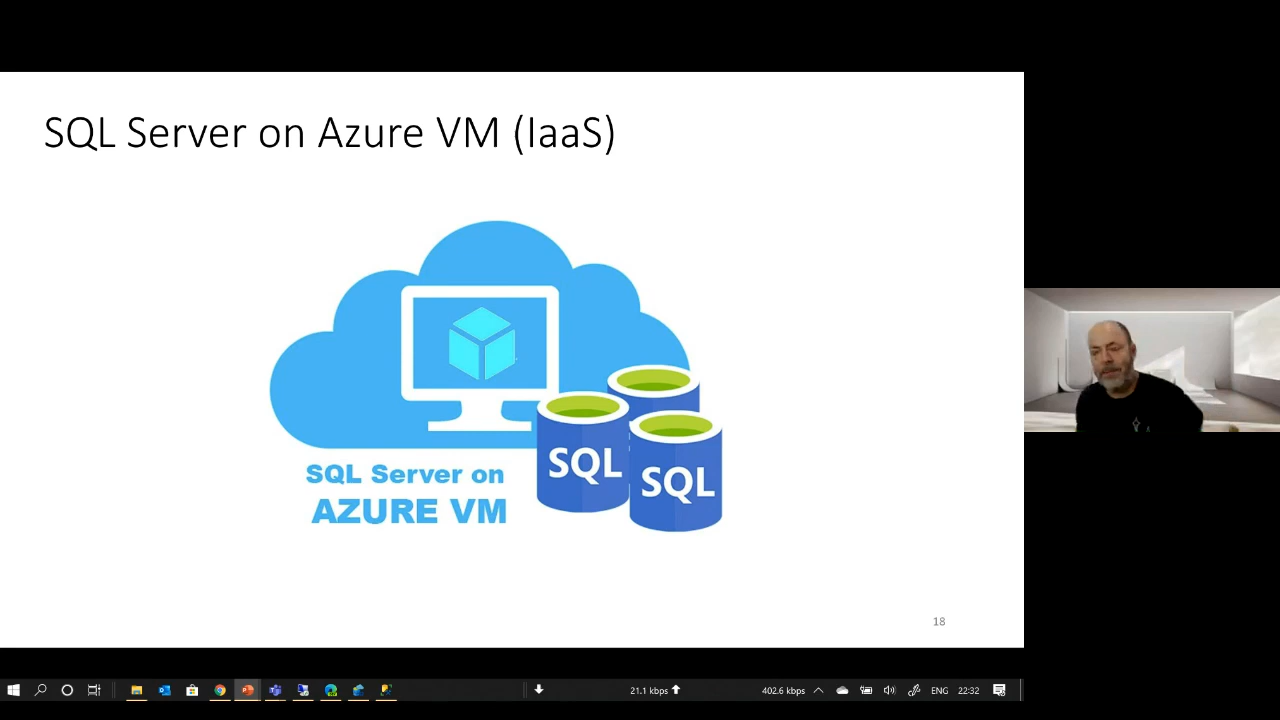 SQL Server on Azure VM (IaaS)
SQL
SQL
SQL Server on
AZURE VM
18
21.1 kbps
402.6 kbps
ENG
22:32